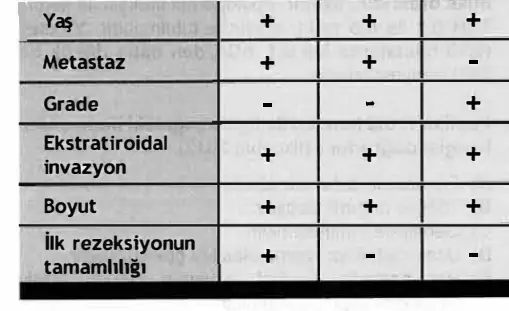 Yaş + + +
Metastaz + + -
Grade - - +
Ekstratiroidal
invazyon + + +
Boyut + + +
İlk rezeksiyonun
tamamlılığı + - -